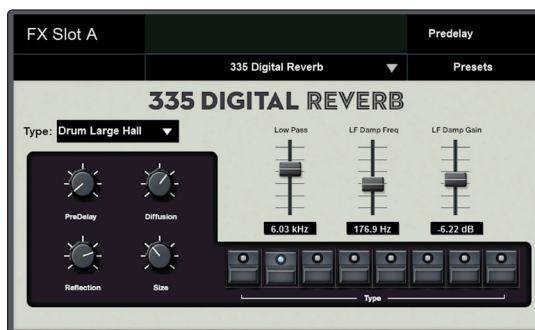 FX Slot A
Predelay
335 Digital Reverb
Presets
335 DIGITAL REVERB
Type: Drum Large Hall
Low Pass
LF Damp Freq
LF Damp Gain
PreDelay
Diffusion
6.03 kHz
176.9 Hz
-6.22 dB
Reflection
Size
Type